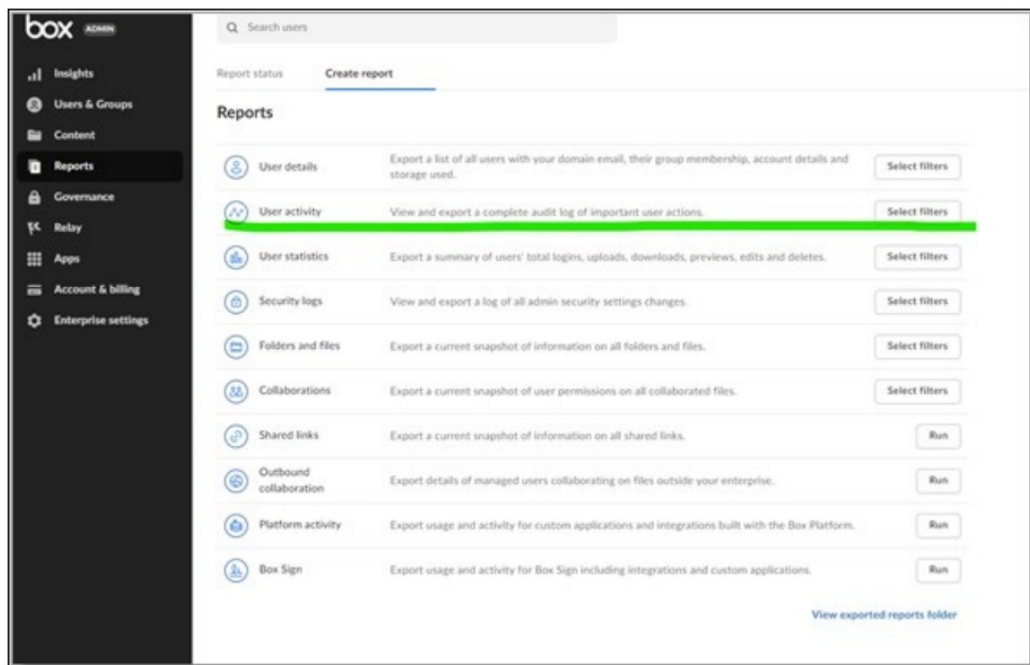 box ADMIN
Search users
Insights
Users & Groups
Content
Reports
Governance
Relay
Apps
Account & billing
Enterprise settings
Report status Create report
Reports
User details Export a list of all users with your domain email, their group membership, account details and storage used. Select filters
User activity View and export a complete audit log of important user actions. Select filters
User statistics Export a summary of users' total logins, uploads, downloads, previews, edits and deletes. Select filters
Security logs View and export a log of all admin security settings changes. Select filters
Folders and files Export a current snapshot of information on all folders and files. Select filters
Collaborations Export a current snapshot of user permissions on all collaborated files. Select filters
Shared links Export a current snapshot of information on all shared links. Run
Outbound collaboration Export details of managed users collaborating on files outside your enterprise. Run
Platform activity Export usage and activity for custom applications and integrations built with the Box Platform. Run
Box Sign Export usage and activity for Box Sign including integrations and custom applications. Run
View exported reports folder